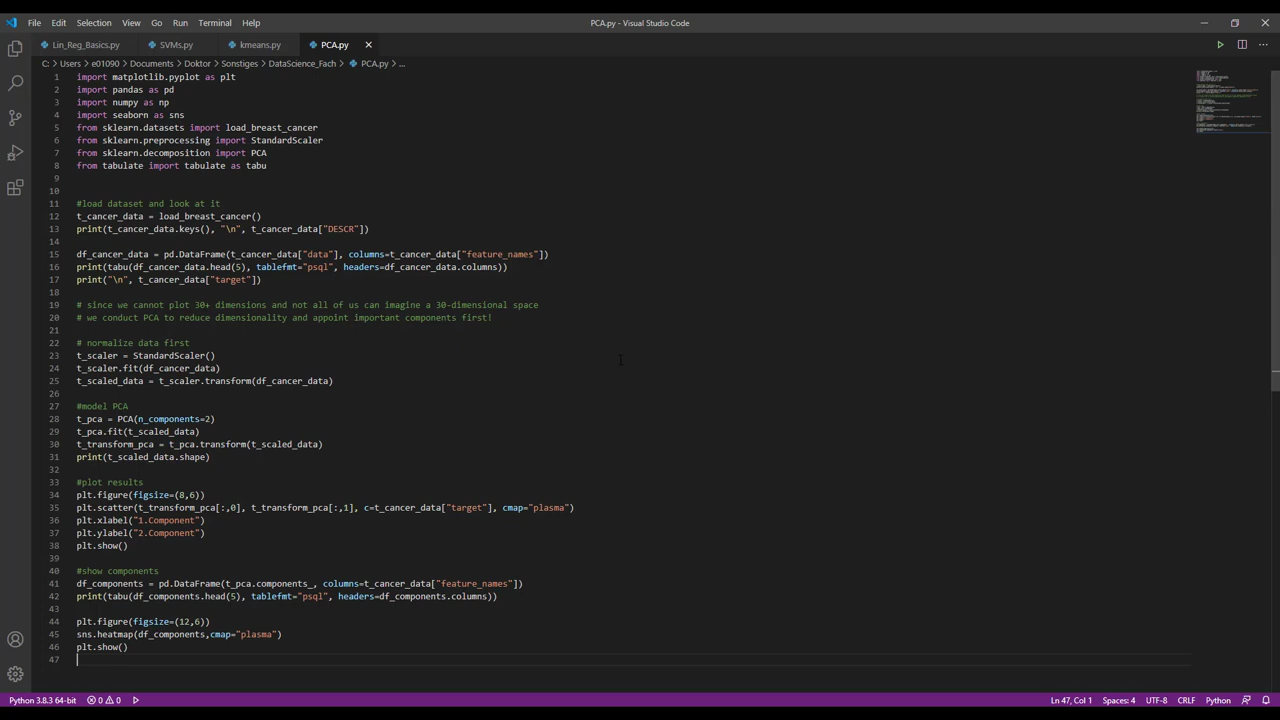 File Edit Selection View Go Run Terminal Help PCA.py - Visual Studio Code
Lin_Reg_Basics.py SVMs.py kmeans.py PCA.py
C: > Users > e01090 > Documents > Doktor > Sonstiges > DataScience_Fach > PCA.py > ...
1 import matplotlib.pyplot as plt
2 import pandas as pd
3 import numpy as np
4 import seaborn as sns
5 from sklearn.datasets import load_breast_cancer
6 from sklearn.preprocessing import StandardScaler
7 from sklearn.decomposition import PCA
8 from tabulate import tabulate as tabu
9
10
11 #load dataset and look at it
12 t_cancer_data = load_breast_cancer()
13 print(t_cancer_data.keys(), "\n", t_cancer_data["DESCR"])
14
15 df_cancer_data = pd.DataFrame(t_cancer_data["data"], columns=t_cancer_data["feature_names"])
16 print(tabu(df_cancer_data.head(5), tablefmt="psql", headers=df_cancer_data.columns))
17 print("\n", t_cancer_data["target"])
18
19 # since we cannot plot 30+ dimensions and not all of us can imagine a 30-dimensional space
20 # we conduct PCA to reduce dimensionality and appoint important components first!
21
22 # normalize data first
23 t_scaler = StandardScaler()
24 t_scaler.fit(df_cancer_data)
25 t_scaled_data = t_scaler.transform(df_cancer_data)
26
27 #model PCA
28 t_pca = PCA(n_components=2)
29 t_pca.fit(t_scaled_data)
30 t_transform_pca = t_pca.transform(t_scaled_data)
31 print(t_scaled_data.shape)
32
33 #plot results
34 plt.figure(figsize=(8,6))
35 plt.scatter(t_transform_pca[:,0], t_transform_pca[:,1], c=t_cancer_data["target"], cmap="plasma")
36 plt.xlabel("1.Component")
37 plt.ylabel("2.Component")
38 plt.show()
39
40 #show components
41 df_components = pd.DataFrame(t_pca.components_, columns=t_cancer_data["feature_names"])
42 print(tabu(df_components.head(5), tablefmt="psql", headers=df_components.columns))
43
44 plt.figure(figsize=(12,6))
45 sns.heatmap(df_components,cmap="plasma")
46 plt.show()
47
Python 3.8.3 64-bit 0 0 Ln 47, Col 1 Spaces: 4 UTF-8 CRLF Python